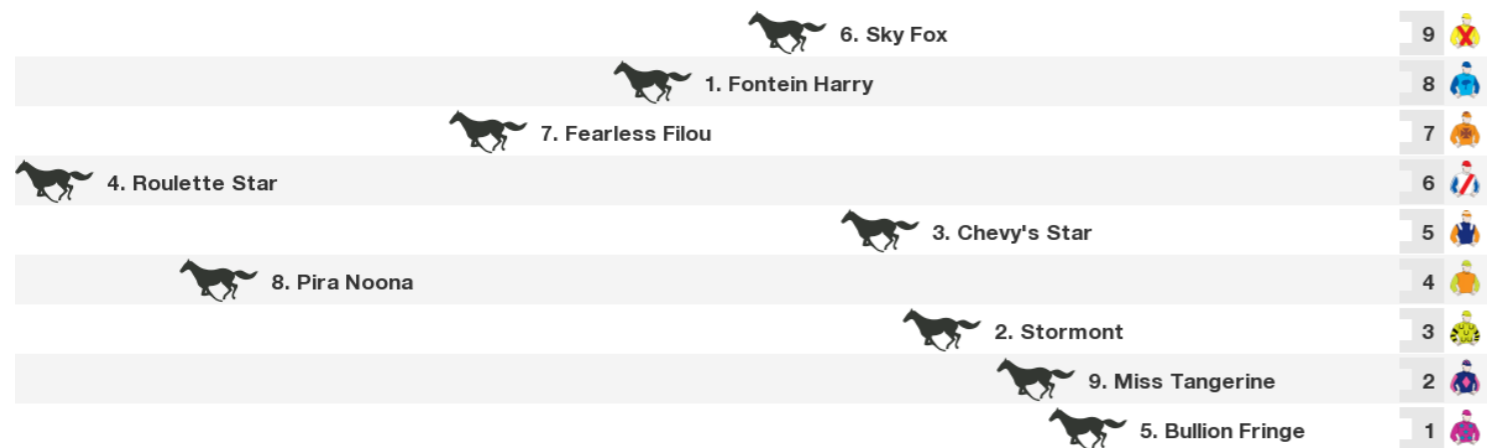 6. Sky Fox 9
1. Fontein Harry 8
7. Fearless Filou 7
4. Roulette Star 6
3. Chevy's Star 5
8. Pira Noona 4
2. Stormont 3
9. Miss Tangerine 2
5. Bullion Fringe 1